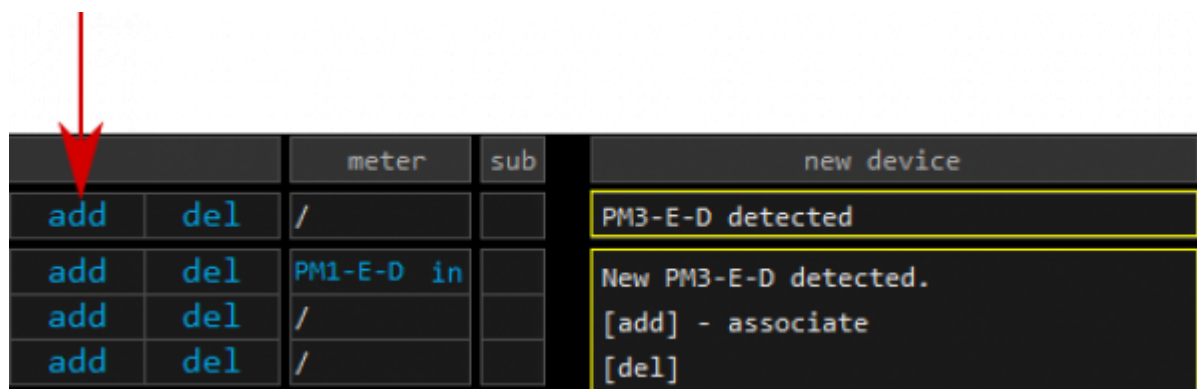 meter sub new device
add del / PM3-E-D detected
add del PM1-E-D in New PM3-E-D detected.
add del / [add] - associate
add del / [del]